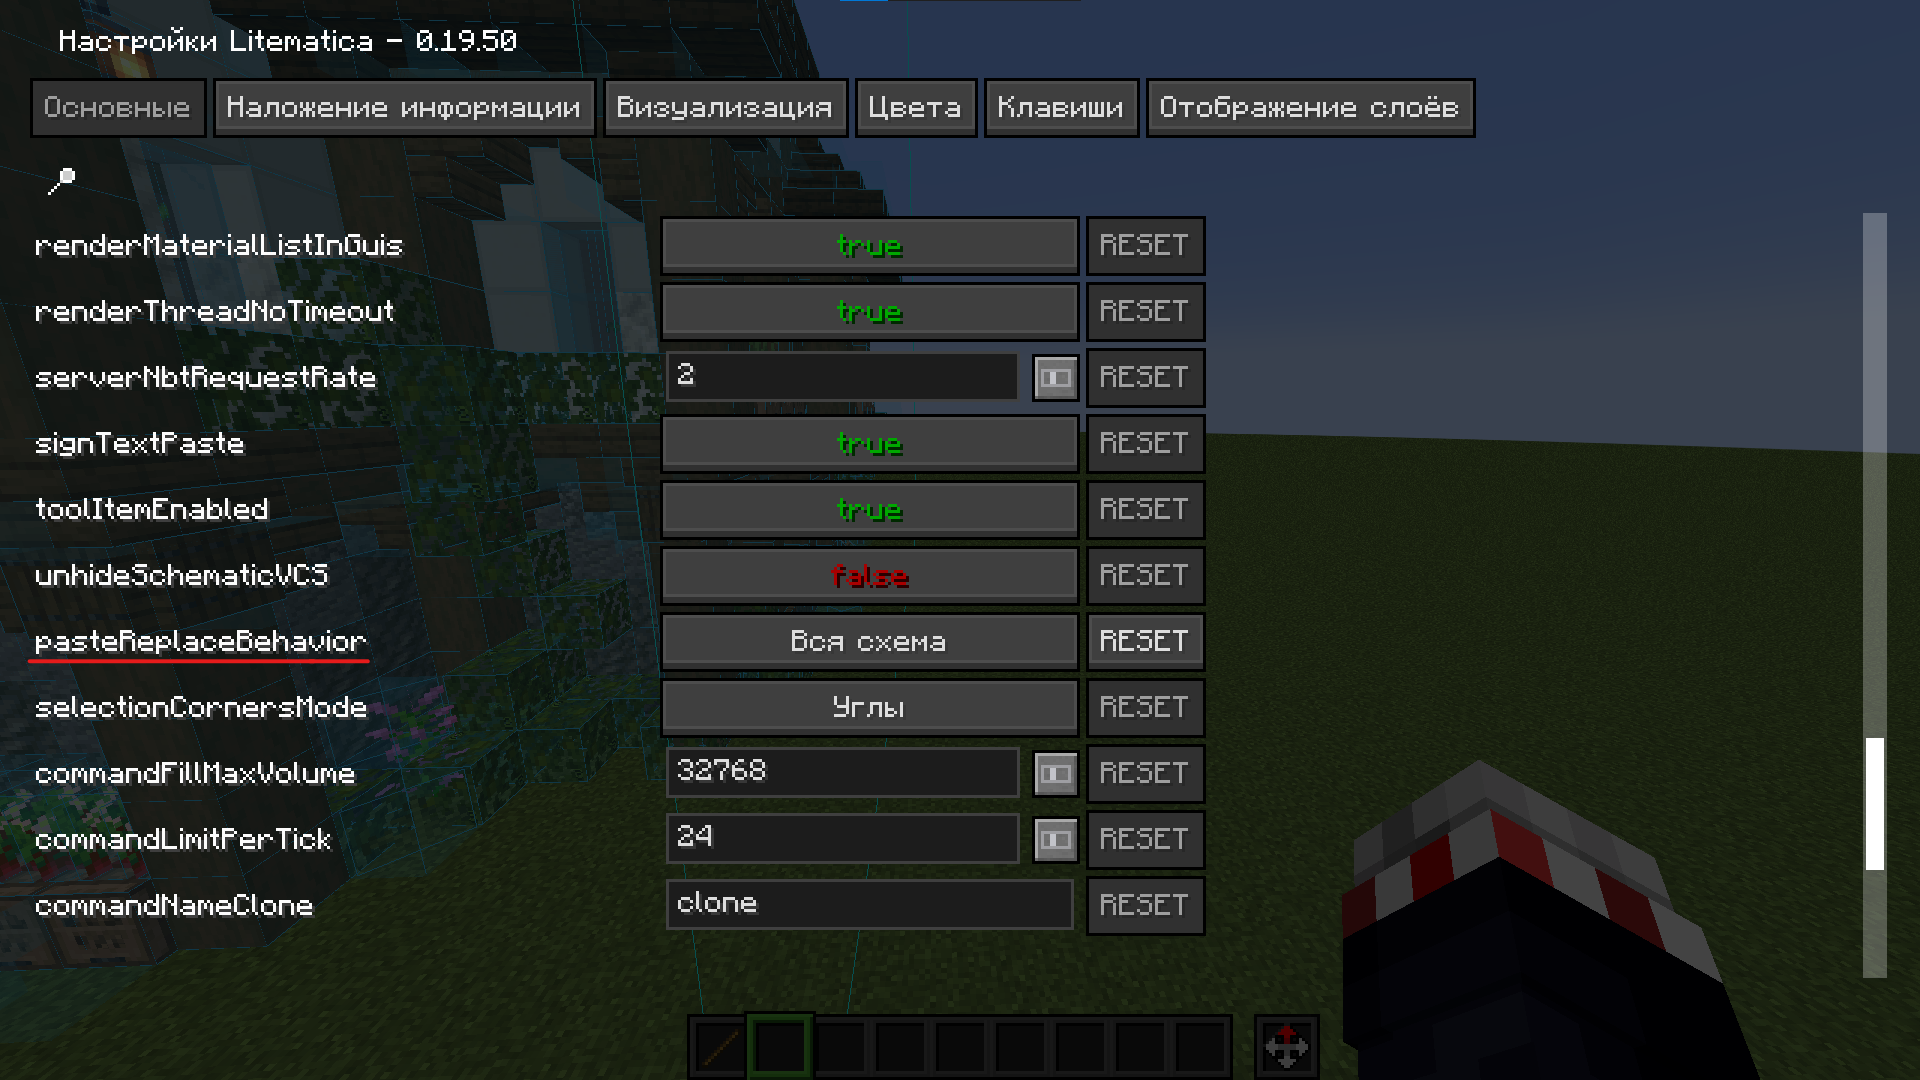 Настройки Litematica - 0.19.50
Основные Наложение информации Визуализация Цвета Клавиши Отображение слоёв
renderMaterialListInGuis true RESET
renderThreadNoTimeout true RESET
serverNbtRequestRate 2 RESET
signTextPaste true RESET
toolItemEnabled true RESET
unhideSchematicVCS false RESET
pasteReplaceBehavior Вся схема RESET
selectionCornersMode Углы RESET
commandFillMaxVolume 32768 RESET
commandLimitPerTick 24 RESET
commandNameClone clone RESET